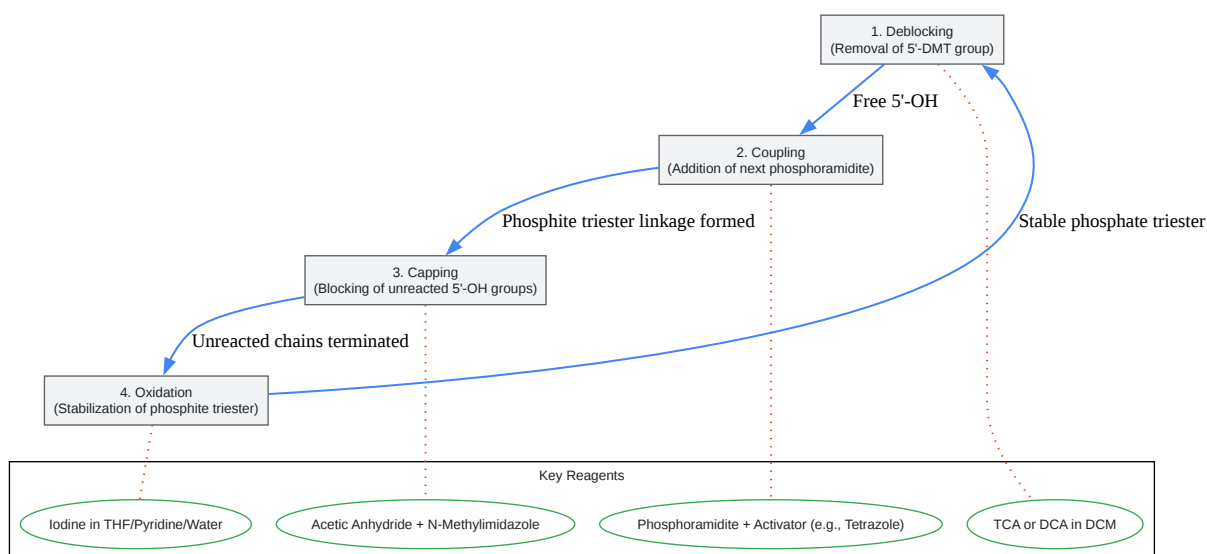 1. Deblocking
(Removal of 5'-DMT group)
Free 5'-OH
2. Coupling
(Addition of next phosphoramidite)
Phosphite triester linkage formed
Stable phosphate triester
3. Capping
(Blocking of unreacted 5'-OH groups)
Unreacted chains terminated
4. Oxidation
(Stabilization of phosphite triester)
Key Reagents
Iodine in THF/Pyridine/Water
Acetic Anhydride + N-Methylimidazole
Phosphoramidite + Activator (e.g., Tetrazole)
TCA or DCA in DCM